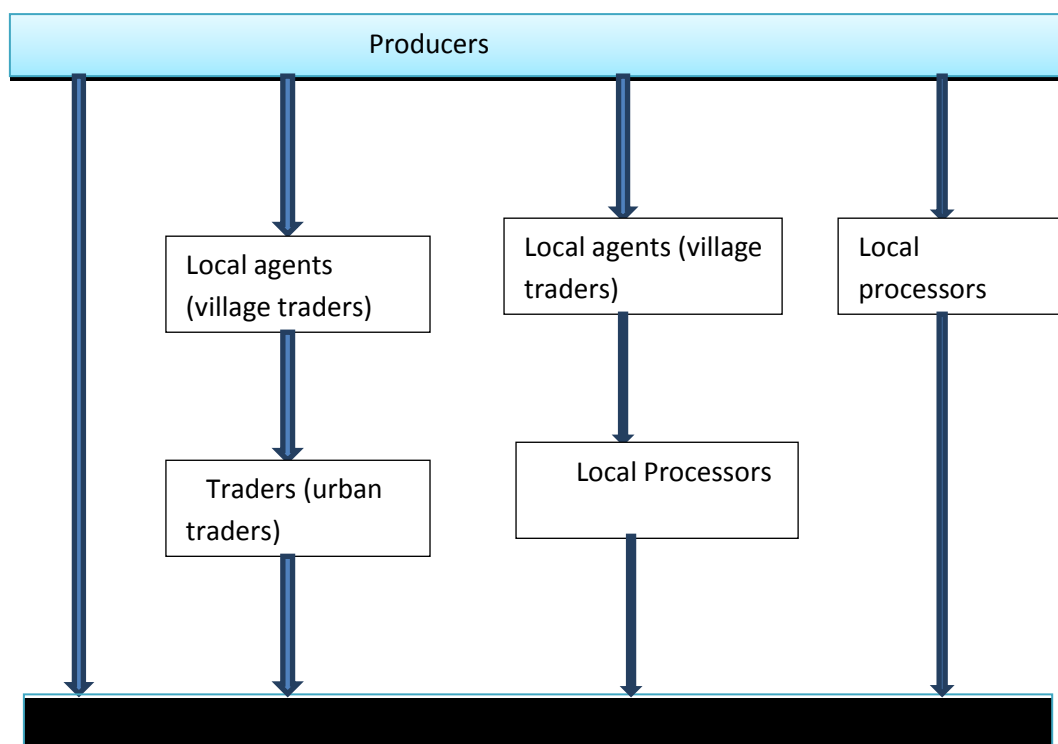 Producers
Local agents
(village traders)
Local agents (village
traders)
Local
processors
Traders (urban
traders)
Local Processors